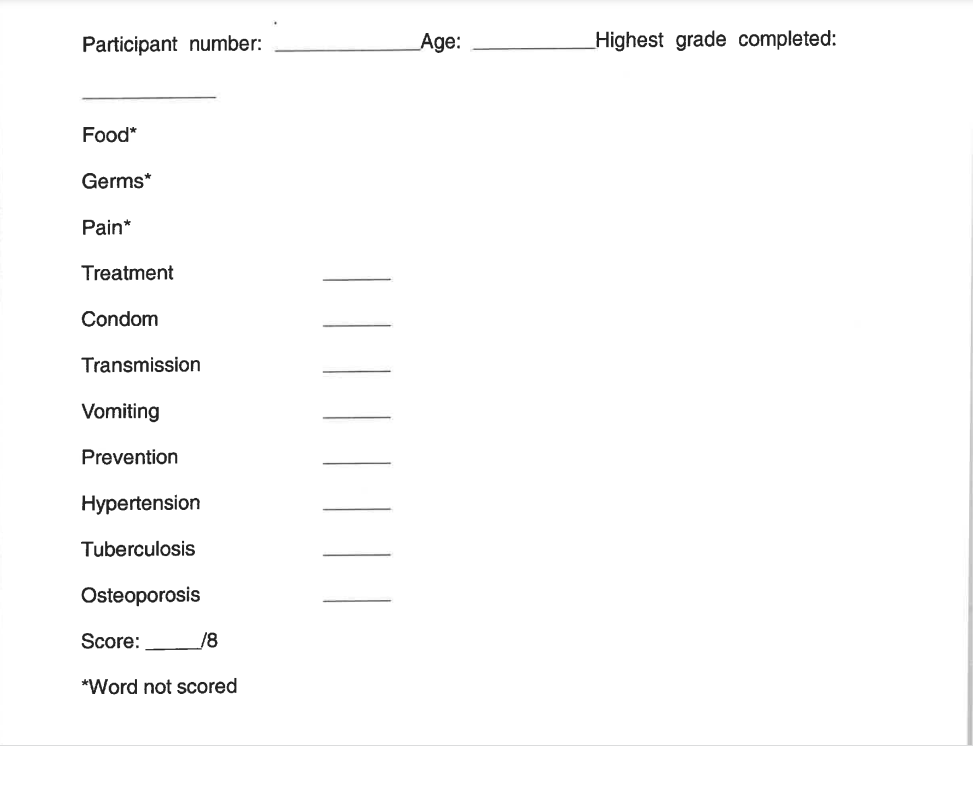 Participant number: ____________Age: __________Highest grade completed:
___________
Food*
Germs*
Pain*
Treatment ______
Condom ______
Transmission ______
Vomiting ______
Prevention ______
Hypertension ______
Tuberculosis ______
Osteoporosis ______
Score: _____/8
*Word not scored